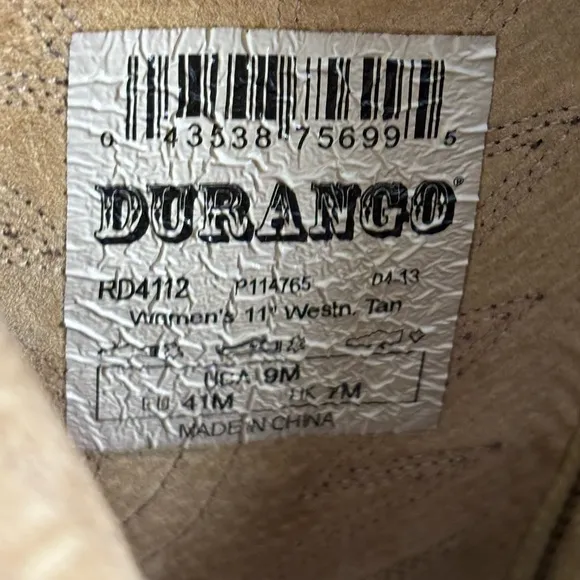 0 43538 75699 5
DURANGO®
RD4112 P114765 04-13
Women's 11" Westn. Tan
9M
EU 41M UK 7M
MADE IN CHINA